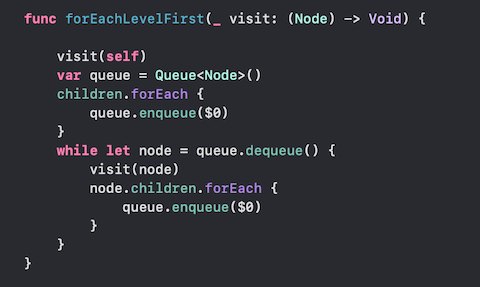 func forEachLevelFirst(_ visit: (Node) -> Void) {
visit(self)
var queue = Queue<Node>()
children.forEach {
queue.enqueue($0)
}
while let node = queue.dequeue() {
visit(node)
node.children.forEach {
queue.enqueue($0)
}
}
}